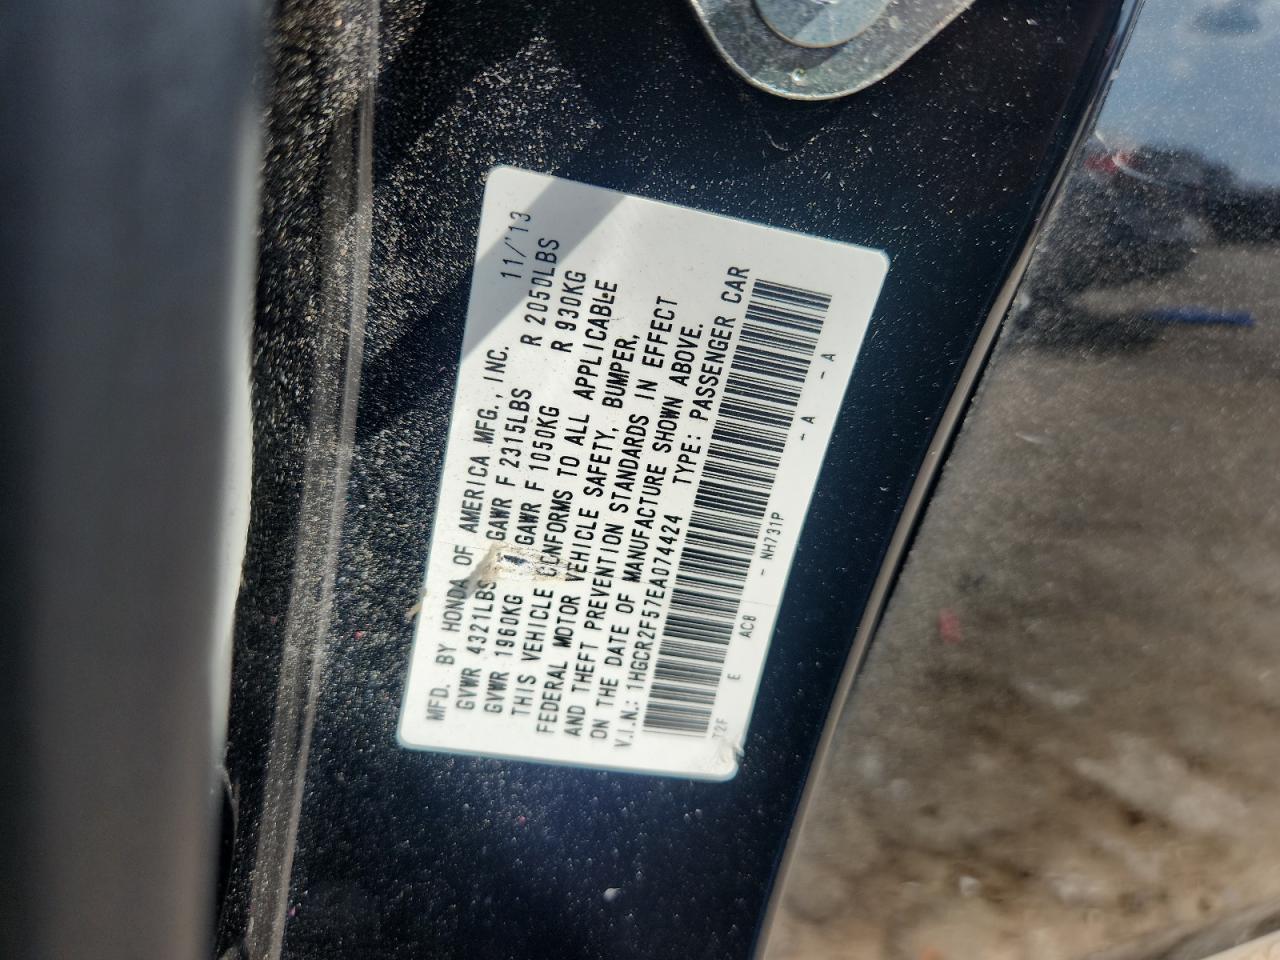 11/'13
MFD. BY HONDA OF AMERICA MFG., INC.
GVWR 4321LBS GAWR F 2315LBS R 2050LBS
GVWR 1960KG GAWR F 1050KG R 930KG
THIS VEHICLE CONFORMS TO ALL APPLICABLE
FEDERAL MOTOR VEHICLE SAFETY, BUMPER,
AND THEFT PREVENTION STANDARDS IN EFFECT
ON THE DATE OF MANUFACTURE SHOWN ABOVE.
V.I.N.: 1HGCR2F57EA074424 TYPE: PASSENGER CAR
T2F E AC8 - NH731P - A - A